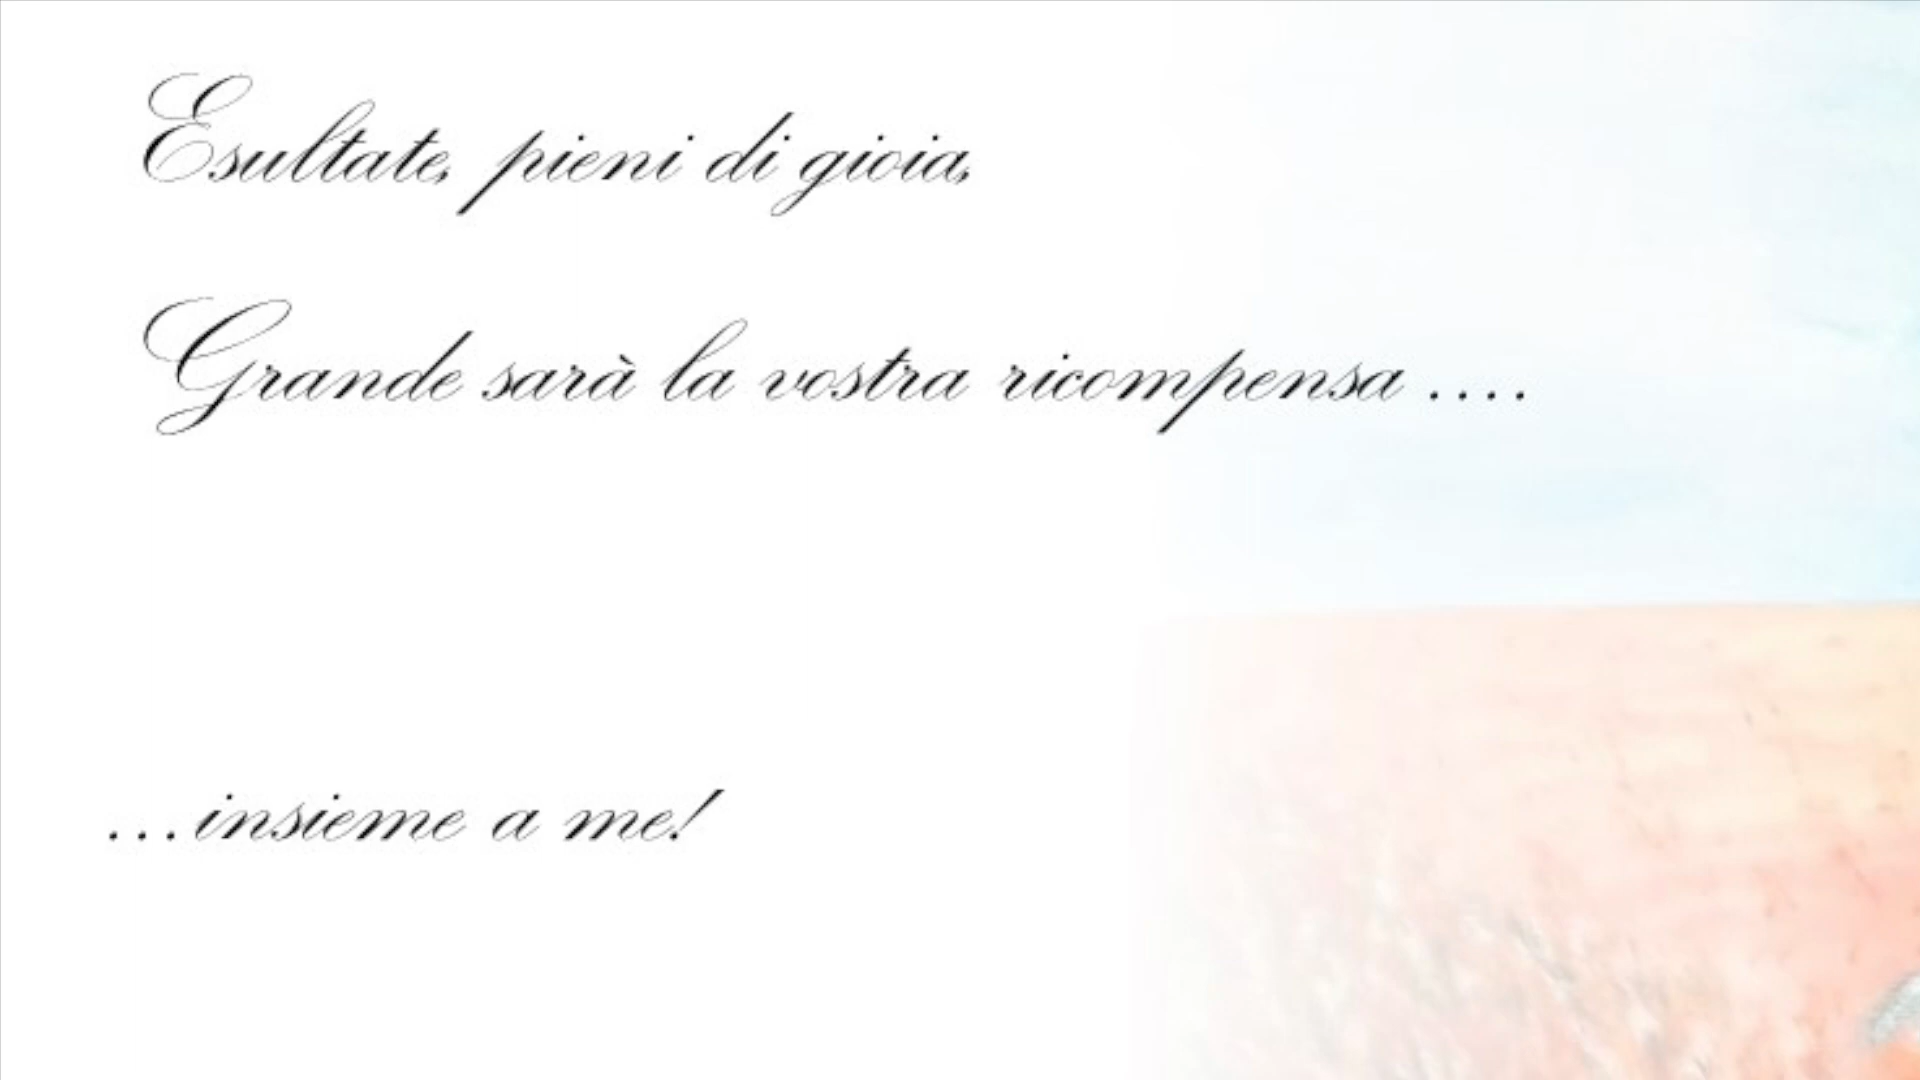 Esultate, pieni di gioia,
Grande sarà la vostra ricompensa ....
...insieme a me!